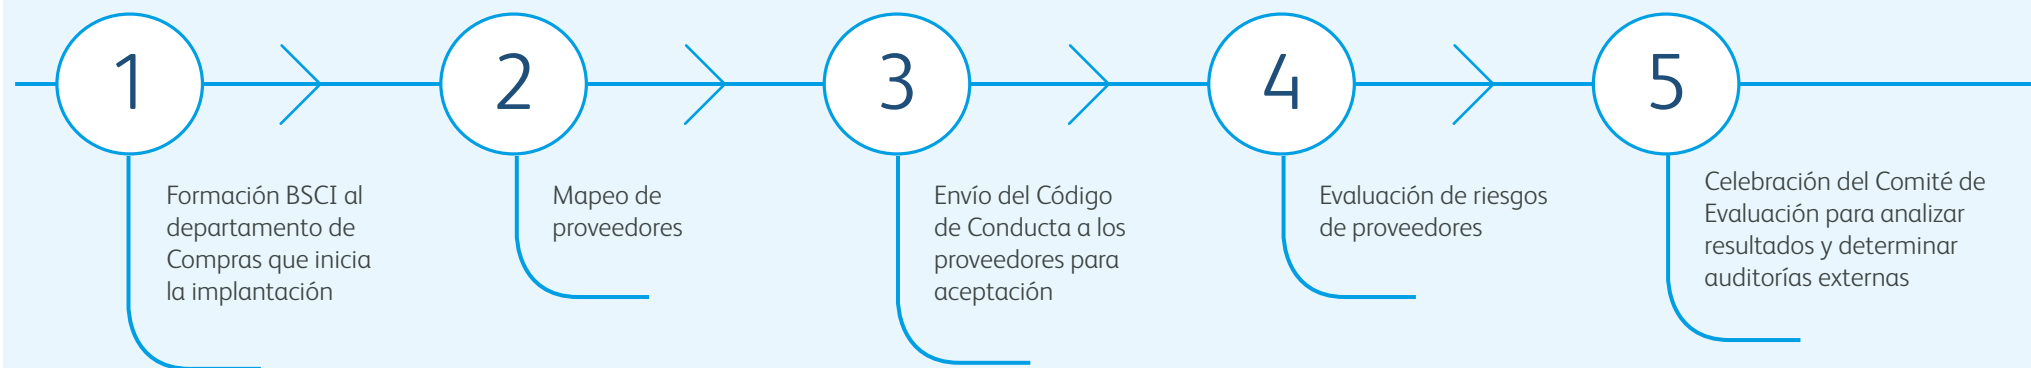 1
Formación BSCI al
departamento de
Compras que inicia
la implantación
2
Mapeo de
proveedores
3
Envío del Código
de Conducta a los
proveedores para
aceptación
4
Evaluación de riesgos
de proveedores
5
Celebración del Comité de
Evaluación para analizar
resultados y determinar
auditorías externas